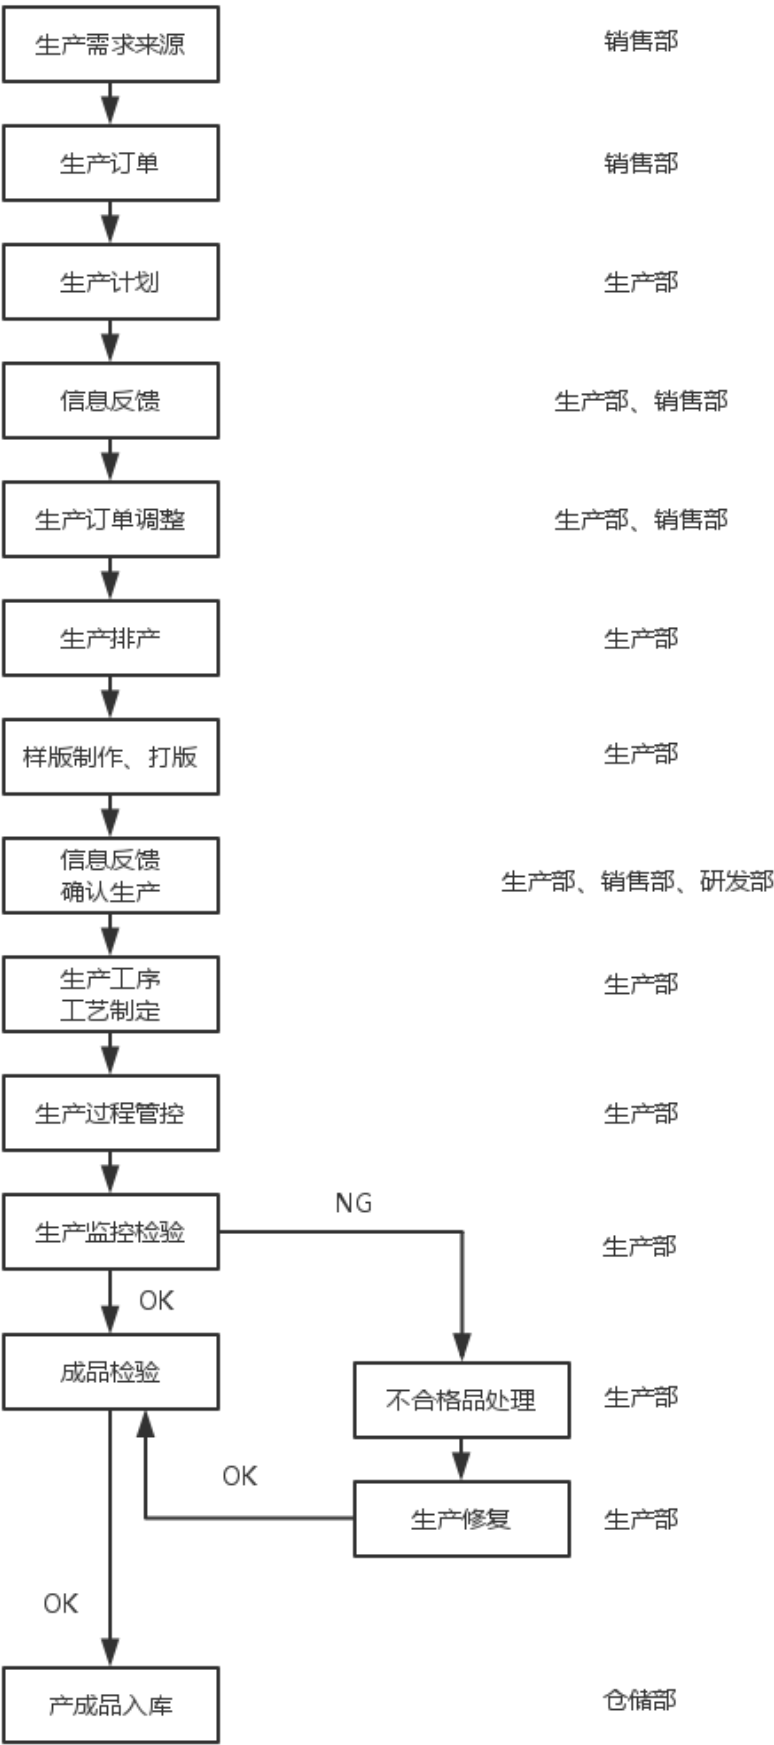 生产需求来源
销售部
生产订单
销售部
生产计划
生产部
信息反馈
生产部、销售部
生产订单调整
生产部、销售部
生产排产
生产部
样版制作、打版
生产部
信息反馈
确认生产
生产部、销售部、研发部
生产工序
工艺制定
生产部
生产过程管控
生产部
生产监控检验
NG
生产部
OK
成品检验
不合格品处理
生产部
OK
生产修复
生产部
OK
产成品入库
仓储部